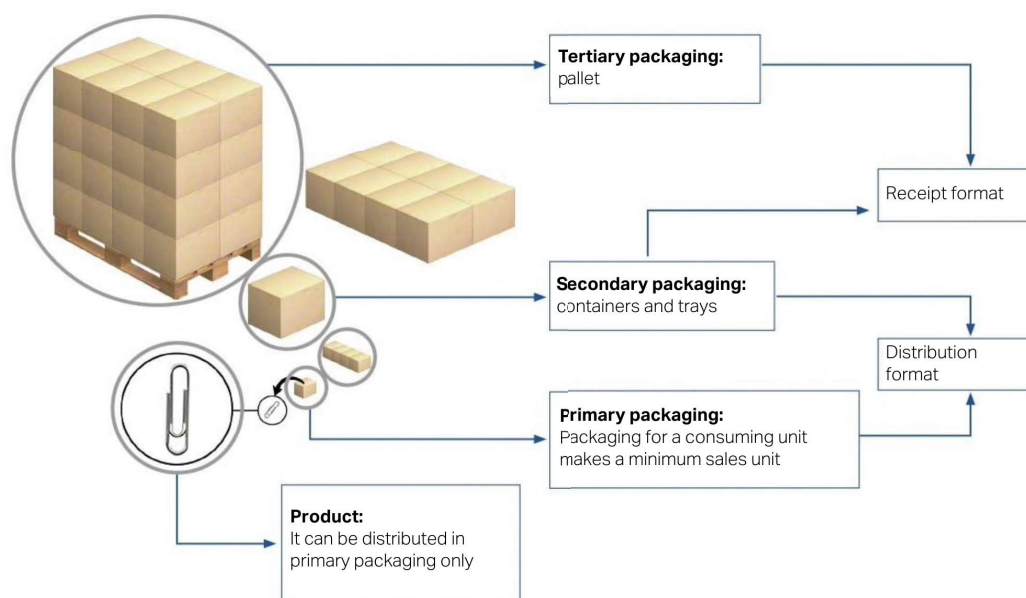 Tertiary packaging:
pallet
Receipt format
Secondary packaging:
containers and trays
Distribution
format
Primary packaging:
Packaging for a consuming unit
makes a minimum sales unit
Product:
It can be distributed in
primary packaging only